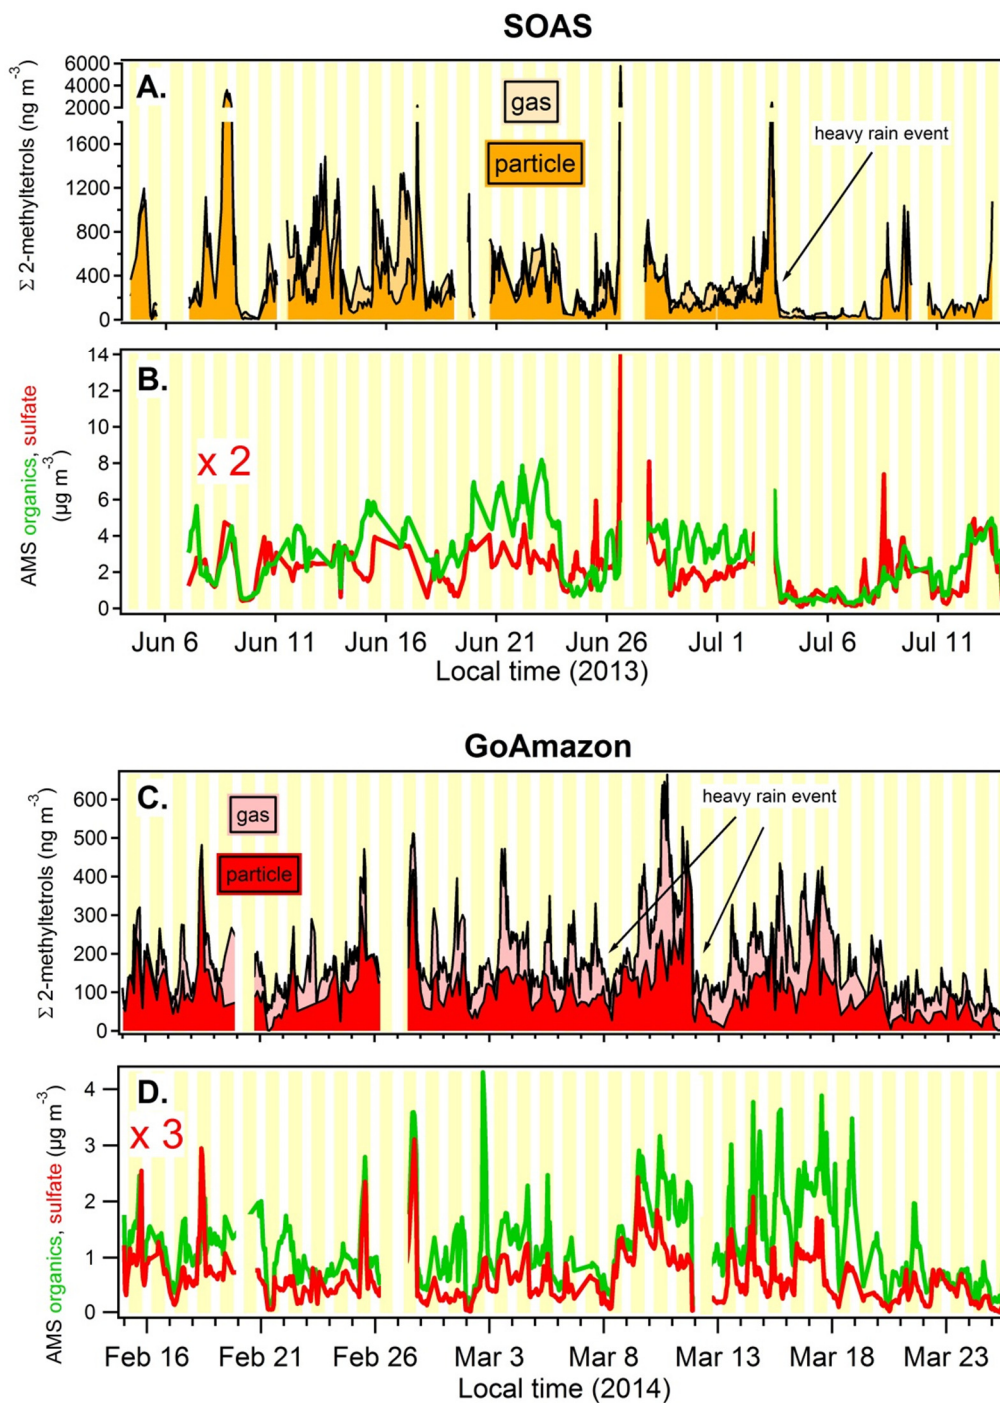 SOAS
A.
Σ 2-methyltetrols (ng m⁻³)
6000
4000
2000
1600
1200
800
400
0
gas
particle
heavy rain event
B.
AMS organics, sulfate
(µg m⁻³)
14
12
10
8
6
4
2
0
x 2
Jun 6 Jun 11 Jun 16 Jun 21 Jun 26 Jul 1 Jul 6 Jul 11
Local time (2013)
GoAmazon
C.
Σ 2-methyltetrols (ng m⁻³)
600
500
400
300
200
100
0
gas
particle
heavy rain event
D.
AMS organics, sulfate (µg m⁻³)
4
3
2
1
0
x 3
Feb 16 Feb 21 Feb 26 Mar 3 Mar 8 Mar 13 Mar 18 Mar 23
Local time (2014)